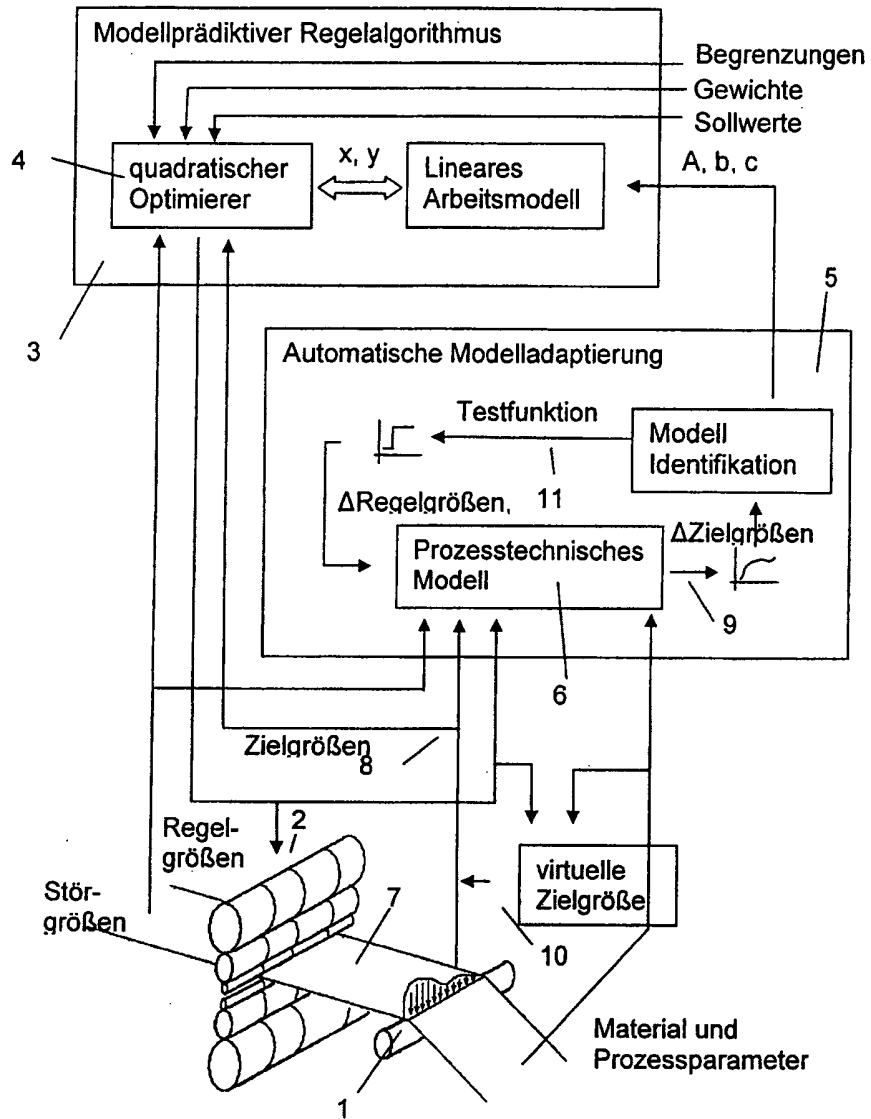 Modellprädiktiver Regelalgorithmus
Begrenzungen
Gewichte
Sollwerte
4
quadratischer
Optimierer
x, y
Lineares
Arbeitsmodell
A, b, c
3
5
Automatische Modelladaptierung
Testfunktion
11
Modell
Identifikation
ΔRegelgrößen,
Prozesstechnisches
Modell
ΔZielgrößen
9
6
Zielgrößen
8
Regel-
größen
2
Stör-
größen
7
virtuelle
Zielgröße
10
Material und
Prozessparameter
1